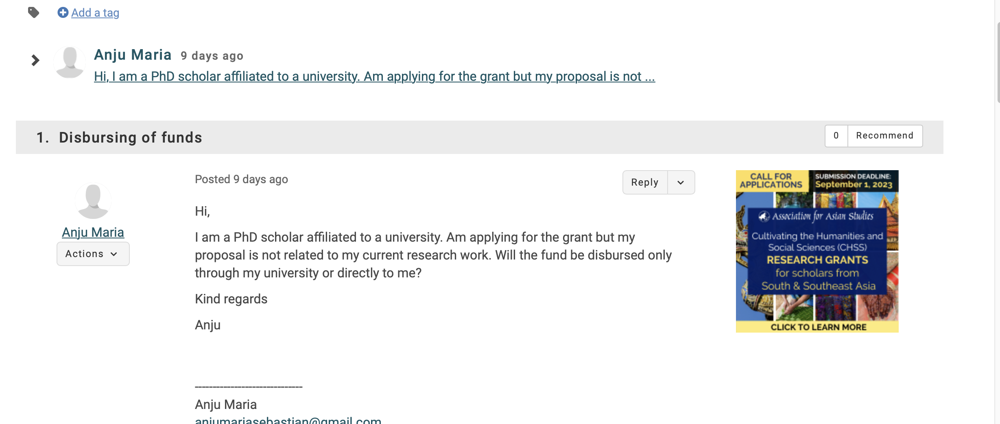 Add a tag
Anju Maria 9 days ago
Hi, I am a PhD scholar affiliated to a university. Am applying for the grant but my proposal is not ...
1. Disbursing of funds
0 Recommend
Posted 9 days ago
Reply
Anju Maria
Actions
Hi,
I am a PhD scholar affiliated to a university. Am applying for the grant but my
proposal is not related to my current research work. Will the fund be disbursed only
through my university or directly to me?
Kind regards
Anju
------------------------------
Anju Maria
anjumariasebastian@gmail.com
CALL FOR
APPLICATIONS
SUBMISSION DEADLINE:
September 1, 2023
Association for Asian Studies
Cultivating the Humanities and
Social Sciences (CHSS)
RESEARCH GRANTS
for scholars from
South & Southeast Asia
CLICK TO LEARN MORE